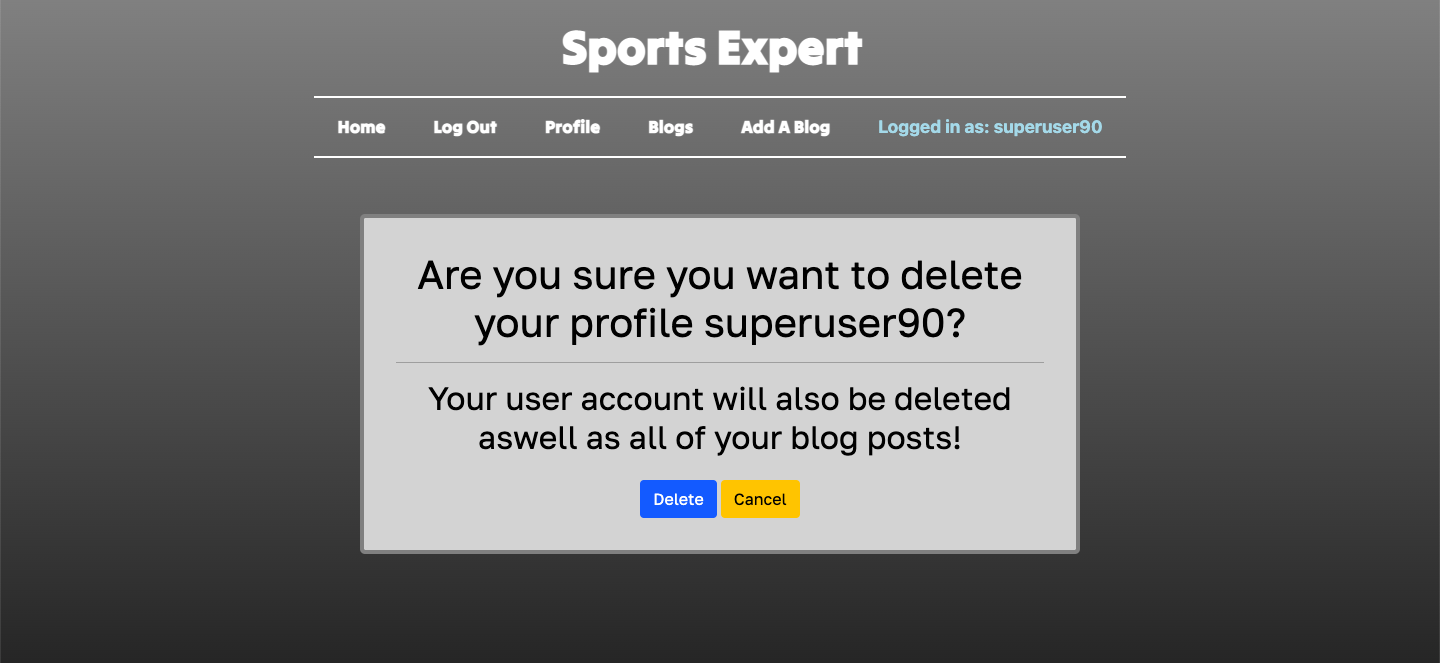 Sports Expert
Home Log Out Profile Blogs Add A Blog Logged in as: superuser90
Are you sure you want to delete
your profile superuser90?
Your user account will also be deleted
aswell as all of your blog posts!
Delete Cancel